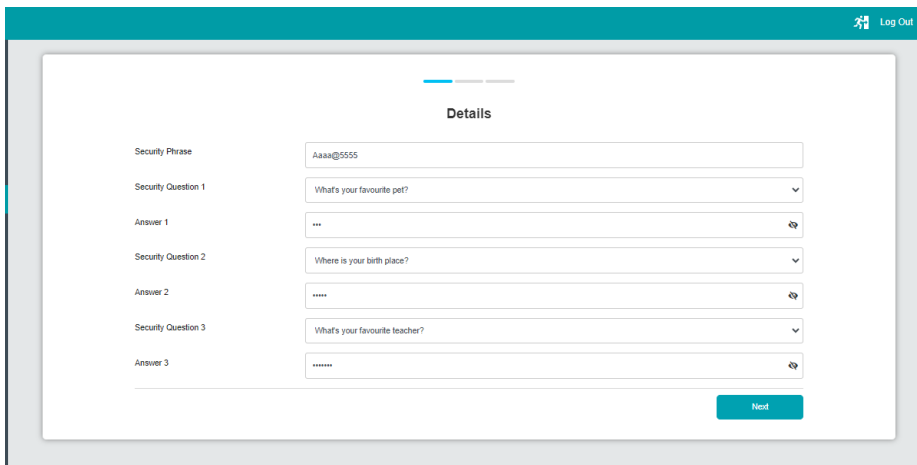 Log Out
Details
Security Phrase
Aaaa@5555
Security Question 1
What's your favourite pet?
Answer 1
•••
Security Question 2
Where is your birth place?
Answer 2
•••••
Security Question 3
What's your favourite teacher?
Answer 3
•••••••
Next